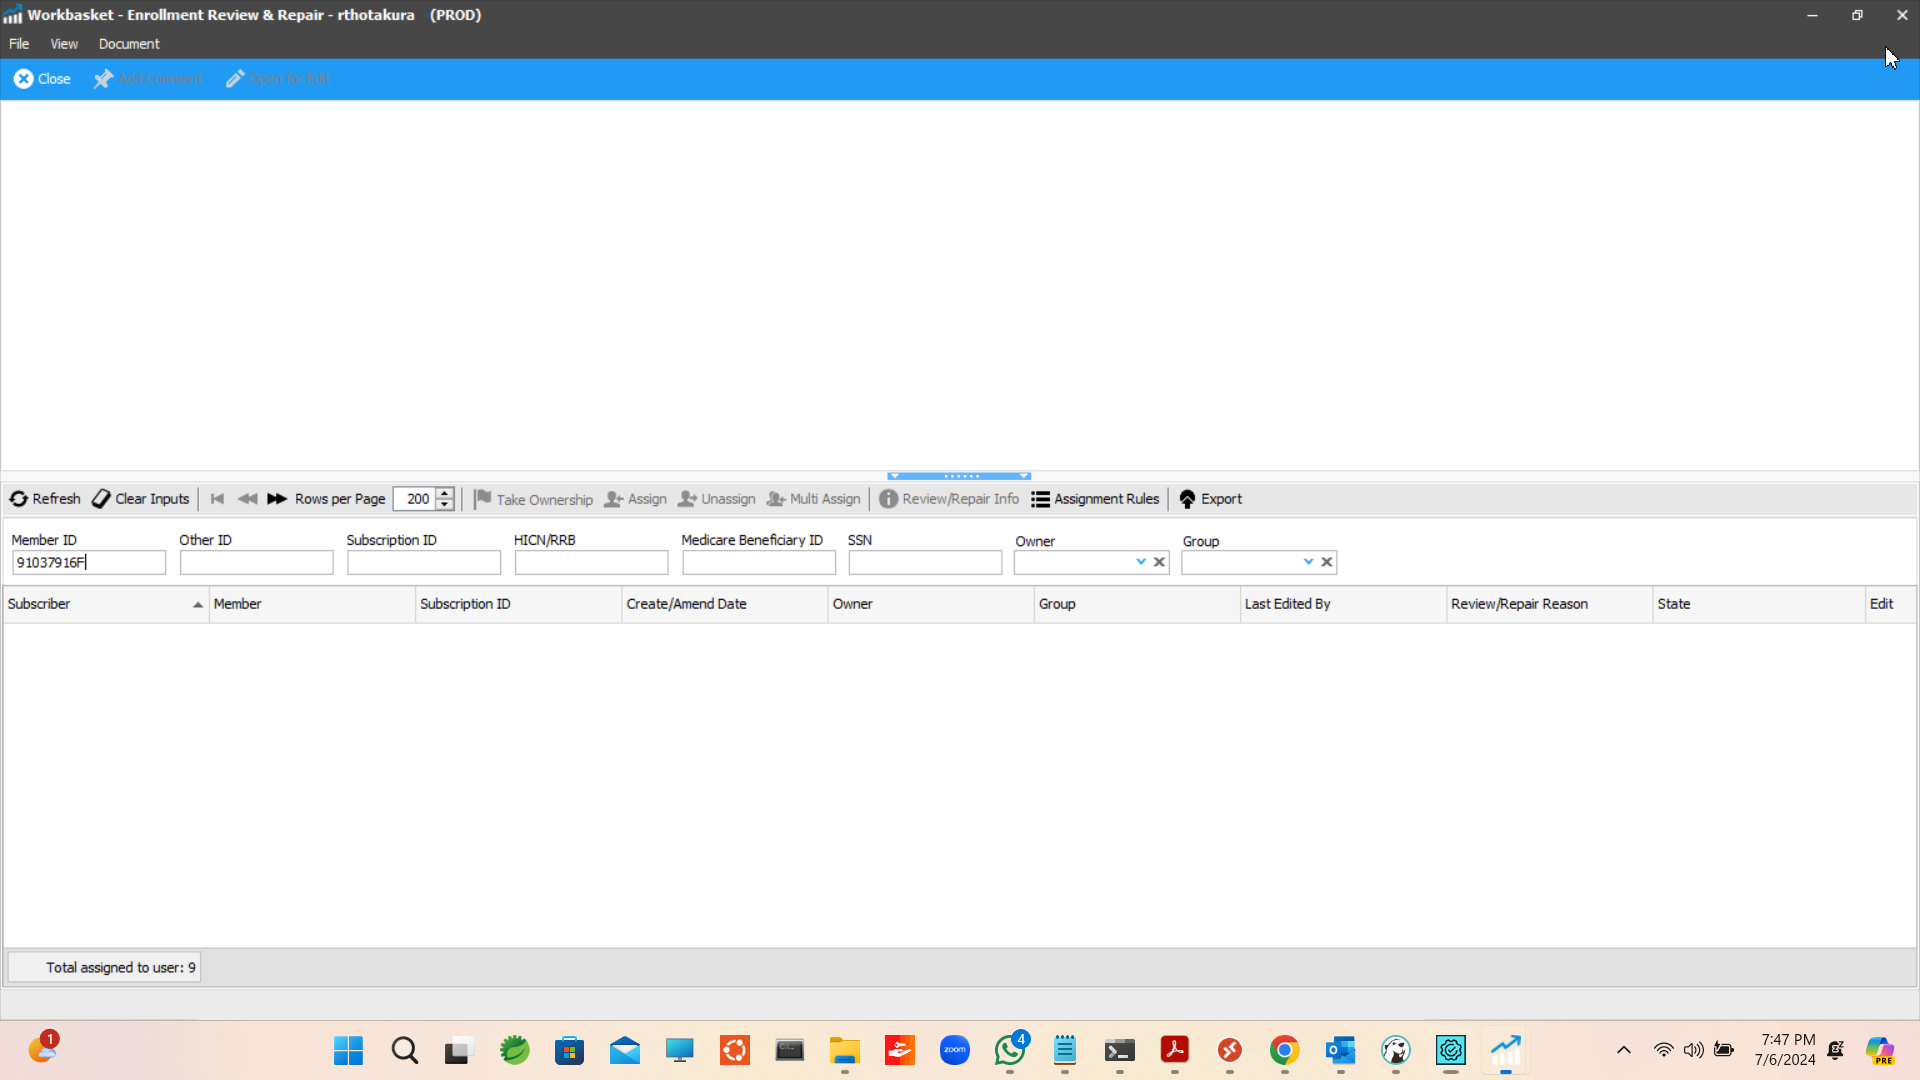 Workbasket - Enrollment Review & Repair - rthotakura (PROD)
File View Document
Close Add Comment Open for Edit
Refresh Clear Inputs Rows per Page 200 Take Ownership Assign Unassign Multi Assign Review/Repair Info Assignment Rules Export
Member ID Other ID Subscription ID HICN/RRB Medicare Beneficiary ID SSN Owner Group
91037916F
Subscriber Member Subscription ID Create/Amend Date Owner Group Last Edited By Review/Repair Reason State Edit
Total assigned to user: 9
1 zoom 4 7:47 PM
7/6/2024 PRE